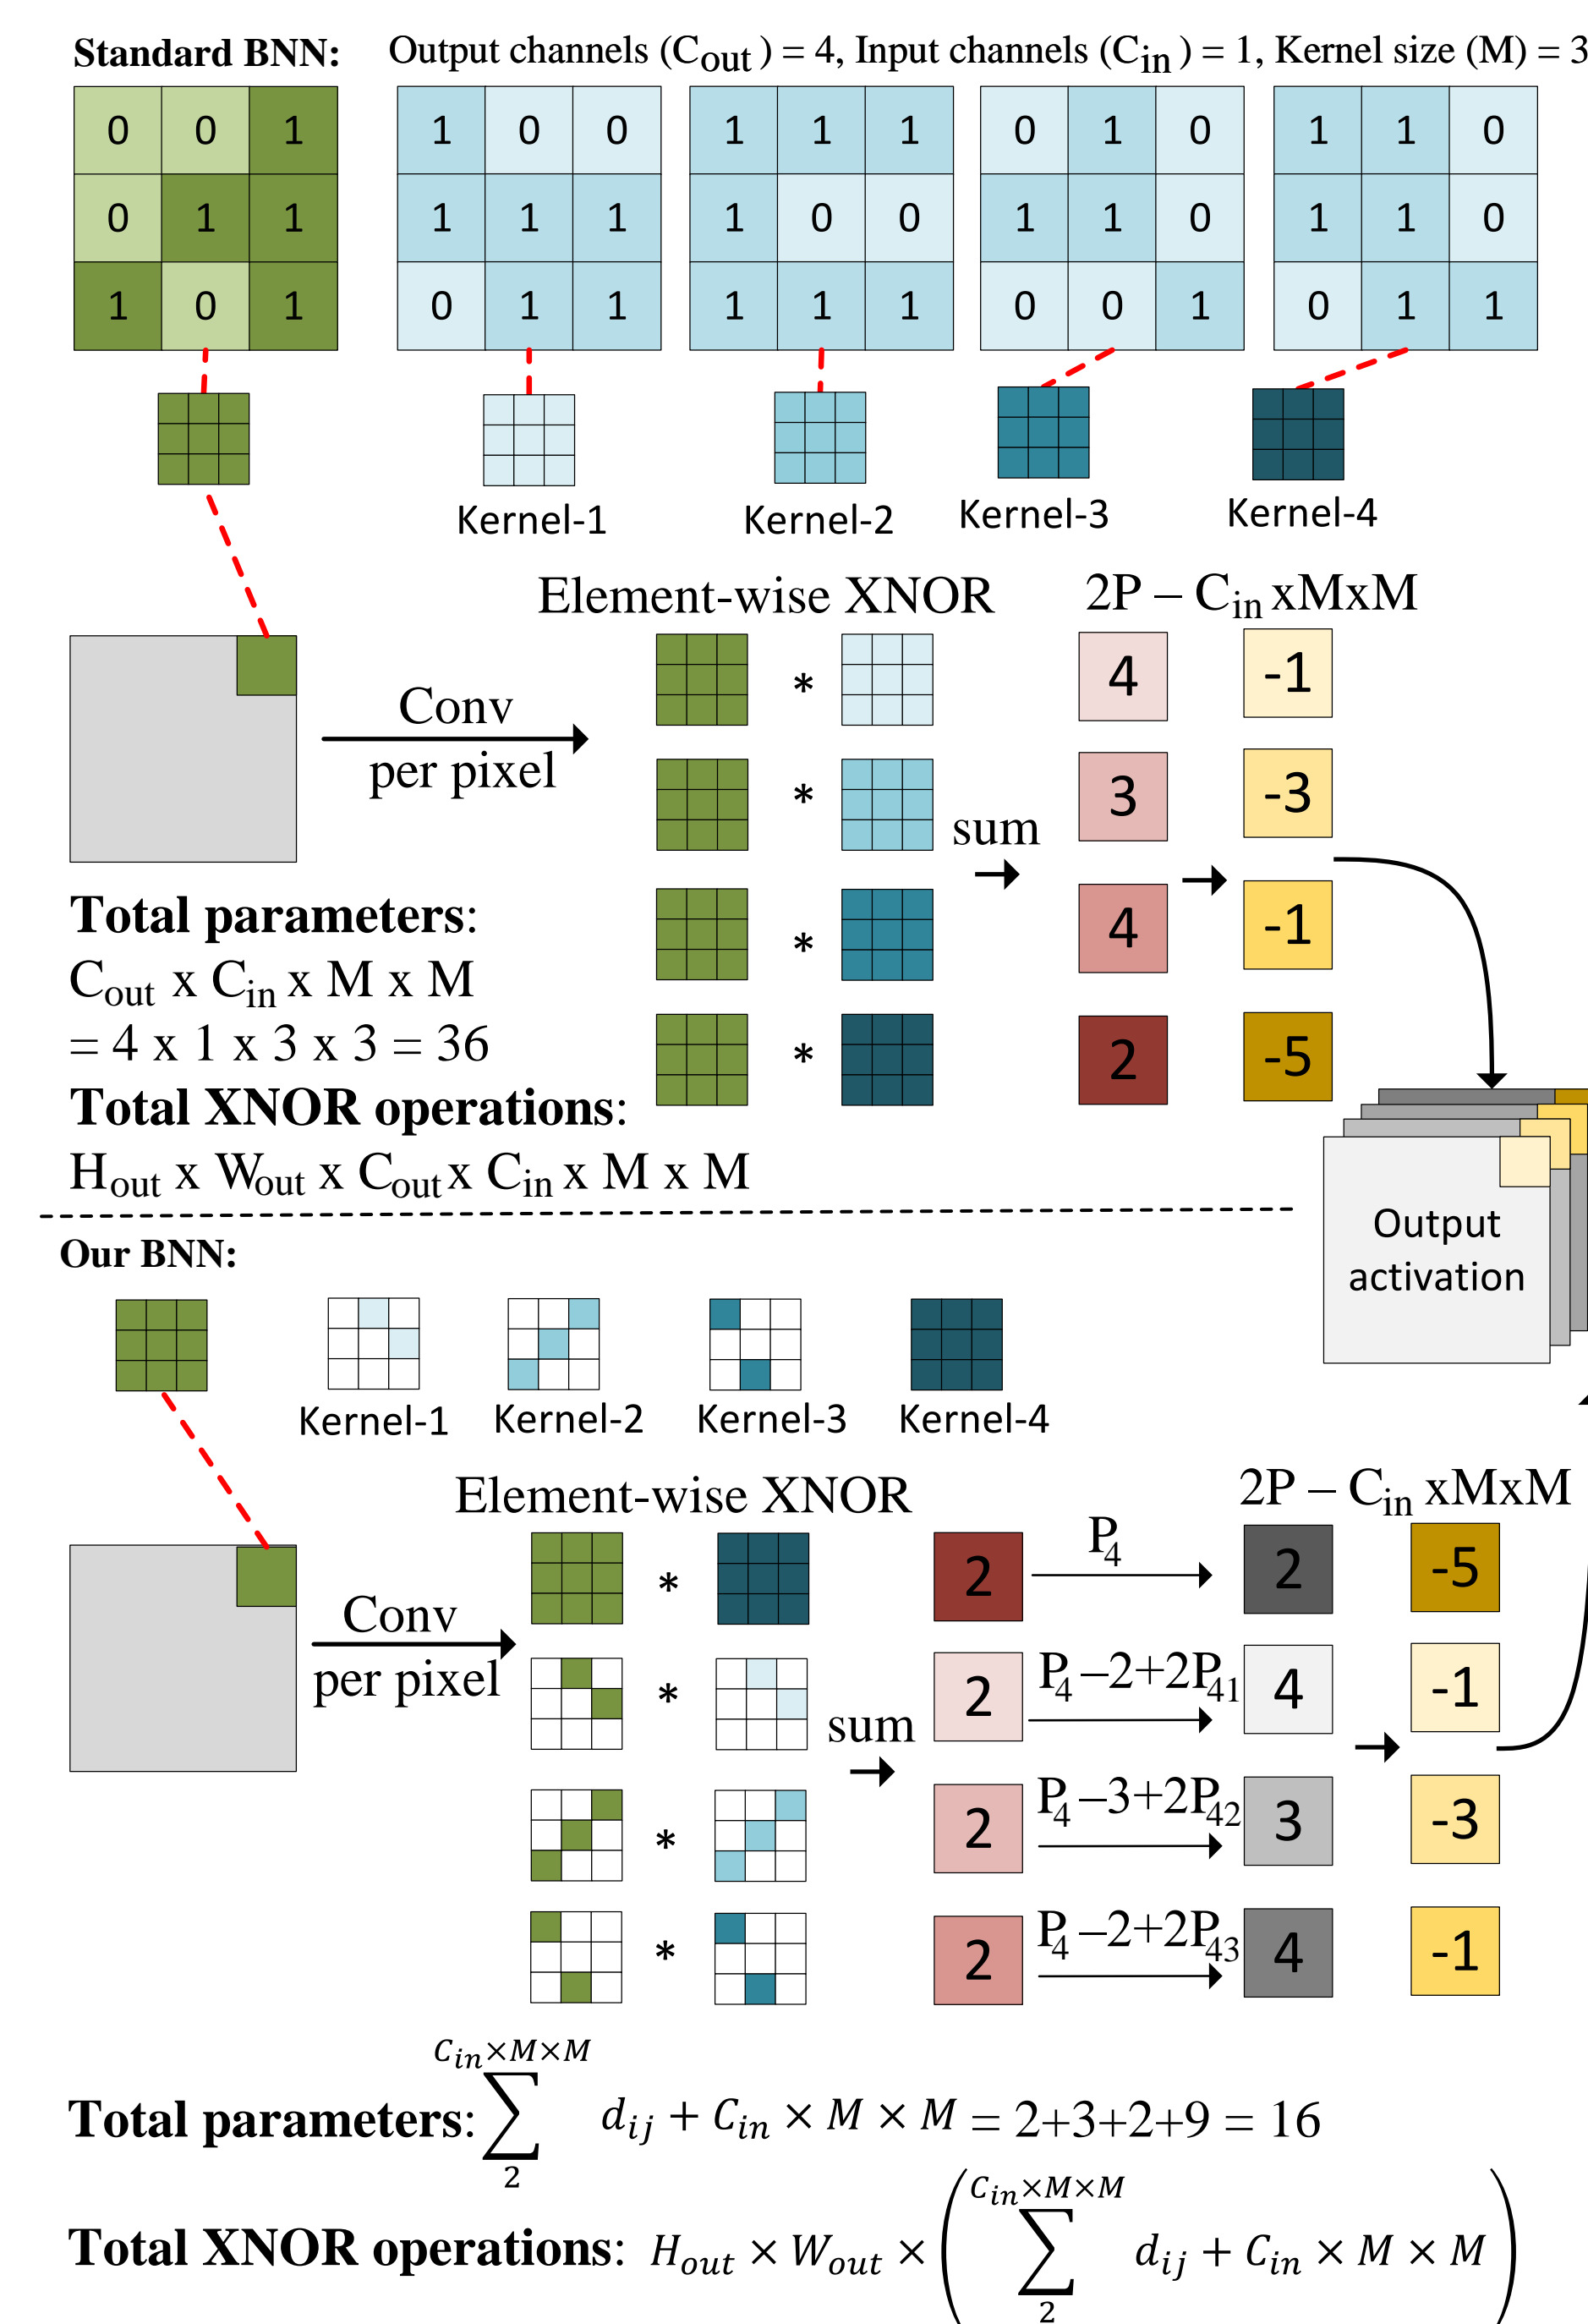 Standard BNN: Output channels (Cout) = 4, Input channels (Cin) = 1, Kernel size (M) = 3
0 0 1 1 0 0 1 1 1 0 1 0 1 1 0
0 1 1 1 1 1 1 0 0 1 1 0 1 1 0
1 0 1 0 1 1 1 1 1 0 0 1 0 1 1
Kernel-1 Kernel-2 Kernel-3 Kernel-4
Element-wise XNOR 2P – Cin xMxM
* 4 -1
Conv
per pixel
* 3 -3
sum
* 4 -1
* 2 -5
Total parameters:
Cout x Cin x M x M
= 4 x 1 x 3 x 3 = 36
Total XNOR operations:
Hout x Wout x Cout x Cin x M x M
Output
activation
Our BNN:
Kernel-1 Kernel-2 Kernel-3 Kernel-4
Element-wise XNOR 2P – Cin xMxM
* 2 P4 2 -5
Conv
per pixel
* 2 P4–2+2P41 4 -1
sum
* 2 P4–3+2P42 3 -3
* 2 P4–2+2P43 4 -1
Total parameters: ∑_2^{Cin×M×M} dij + Cin × M × M = 2+3+2+9 = 16
Total XNOR operations: Hout × Wout × (∑_2^{Cin×M×M} dij + Cin × M × M)